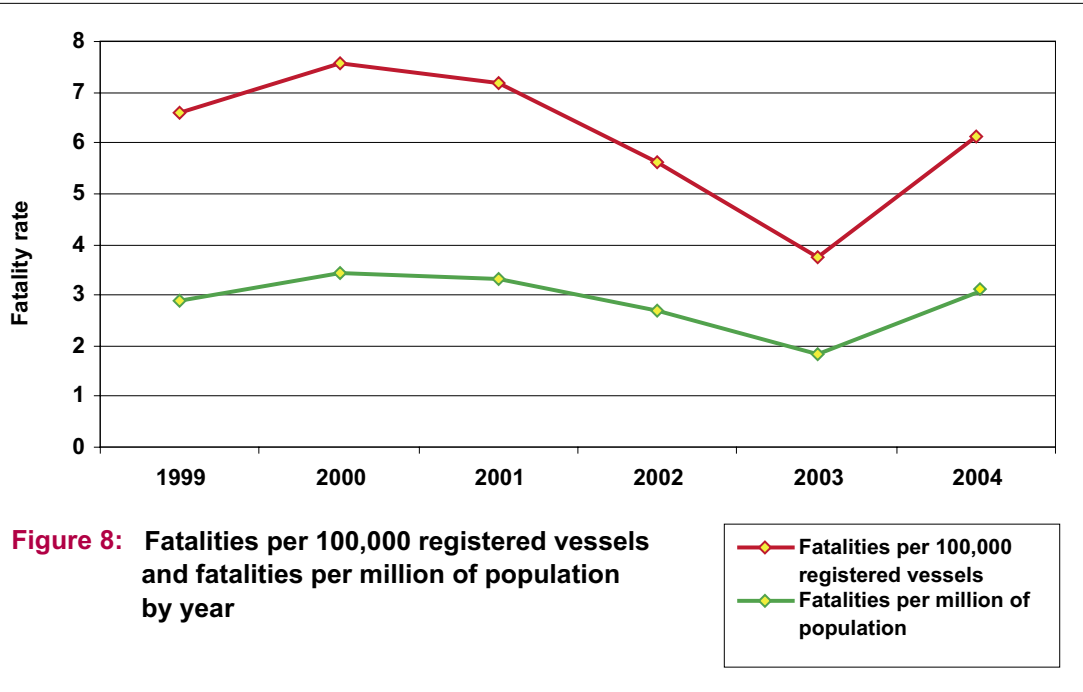 8
7
6
5
4
3
2
1
0
Fatality rate
1999 2000 2001 2002 2003 2004
Figure 8: Fatalities per 100,000 registered vessels
and fatalities per million of population
by year
Fatalities per 100,000
registered vessels
Fatalities per million of
population